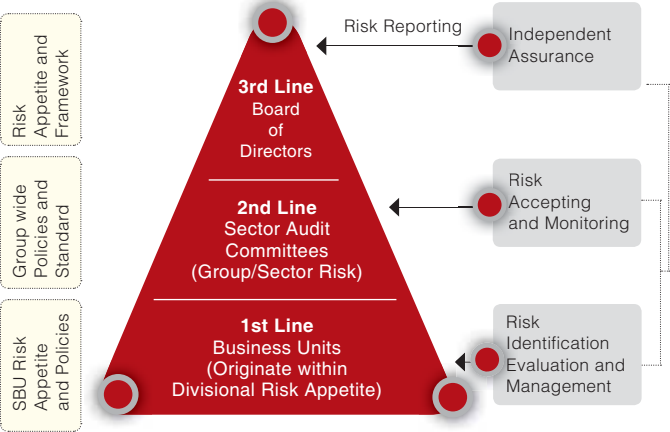 Risk
Appetite and
Framework
Group wide
Policies and
Standard
SBU Risk
Appetite
and Policies
3rd Line
Board
of
Directors
2nd Line
Sector Audit
Committees
(Group/Sector Risk)
1st Line
Business Units
(Originate within
Divisional Risk Appetite)
Risk Reporting
Independent
Assurance
Risk
Accepting
and Monitoring
Risk
Identification
Evaluation and
Management